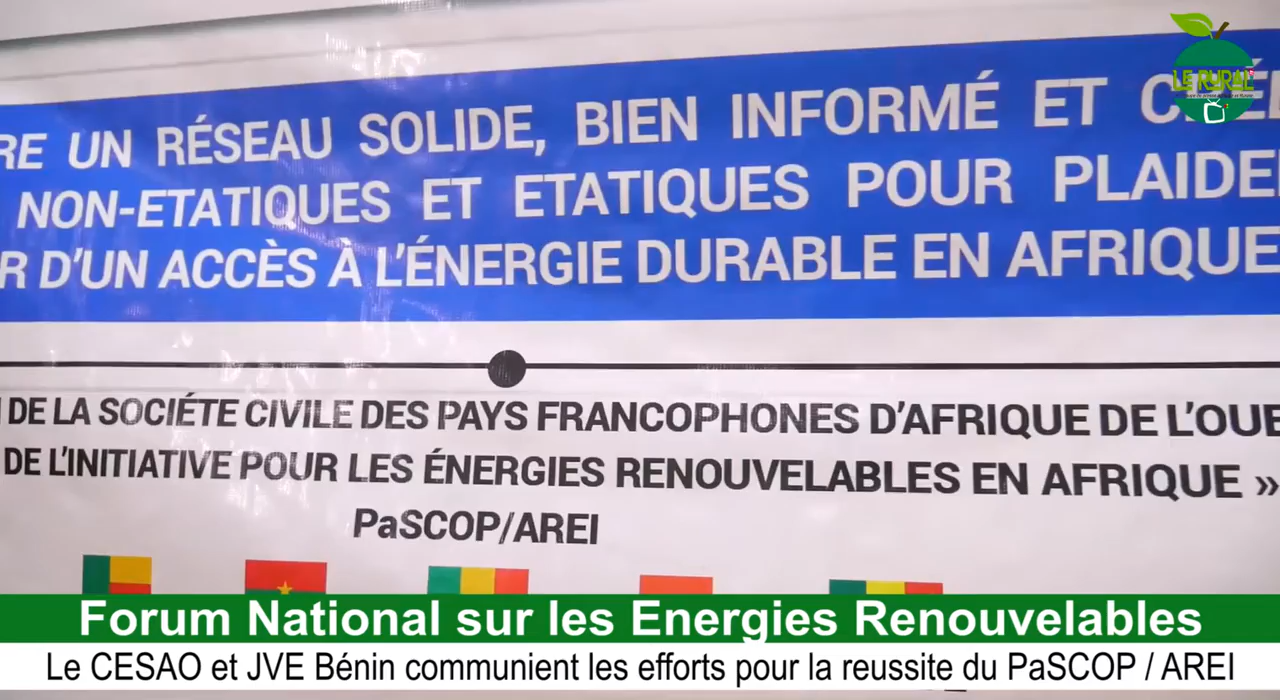 LE RURAL
RE UN RÉSEAU SOLIDE, BIEN INFORMÉ ET
NON-ETATIQUES ET ETATIQUES POUR PLAIDE
R D'UN ACCÈS À L'ÉNERGIE DURABLE EN AFRIQUE
DE LA SOCIÉTE CIVILE DES PAYS FRANCOPHONES D'AFRIQUE DE L'OUE
DE L'INITIATIVE POUR LES ÉNERGIES RENOUVELABLES EN AFRIQUE »
PaSCOP/AREI
Forum National sur les Energies Renouvelables
Le CESAO et JVE Bénin communient les efforts pour la reussite du PaSCOP / AREI